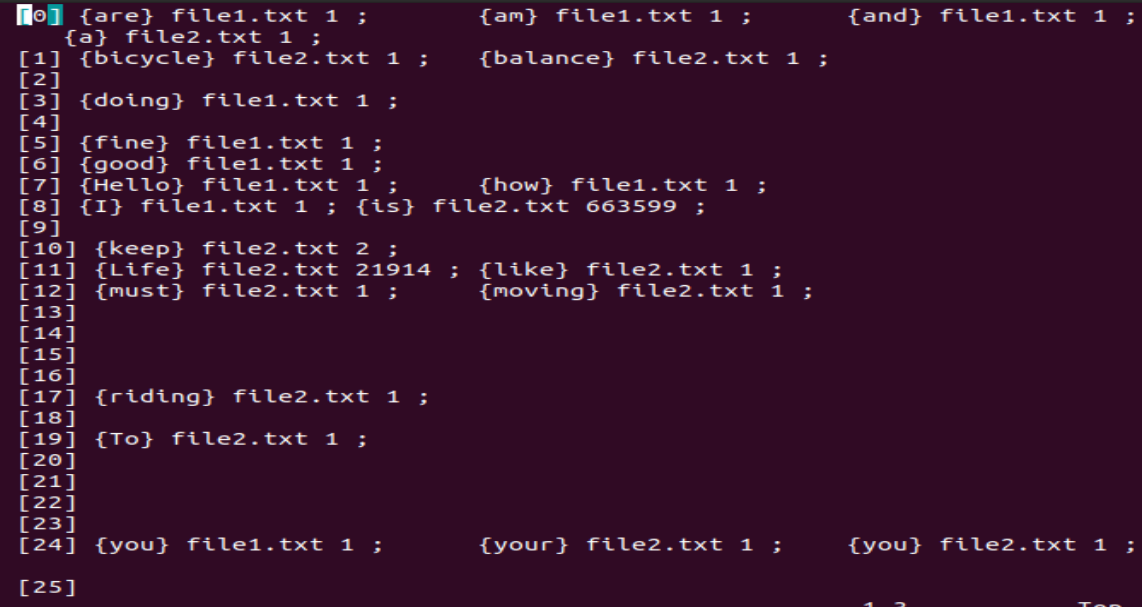 [0] {are} file1.txt 1 ; {am} file1.txt 1 ; {and} file1.txt 1 ;
{a} file2.txt 1 ;
[1] {bicycle} file2.txt 1 ; {balance} file2.txt 1 ;
[2]
[3] {doing} file1.txt 1 ;
[4]
[5] {fine} file1.txt 1 ;
[6] {good} file1.txt 1 ;
[7] {Hello} file1.txt 1 ; {how} file1.txt 1 ;
[8] {I} file1.txt 1 ; {is} file2.txt 663599 ;
[9]
[10] {keep} file2.txt 2 ;
[11] {Life} file2.txt 21914 ; {like} file2.txt 1 ;
[12] {must} file2.txt 1 ; {moving} file2.txt 1 ;
[13]
[14]
[15]
[16]
[17] {riding} file2.txt 1 ;
[18]
[19] {To} file2.txt 1 ;
[20]
[21]
[22]
[23]
[24] {you} file1.txt 1 ; {your} file2.txt 1 ; {you} file2.txt 1 ;
[25]